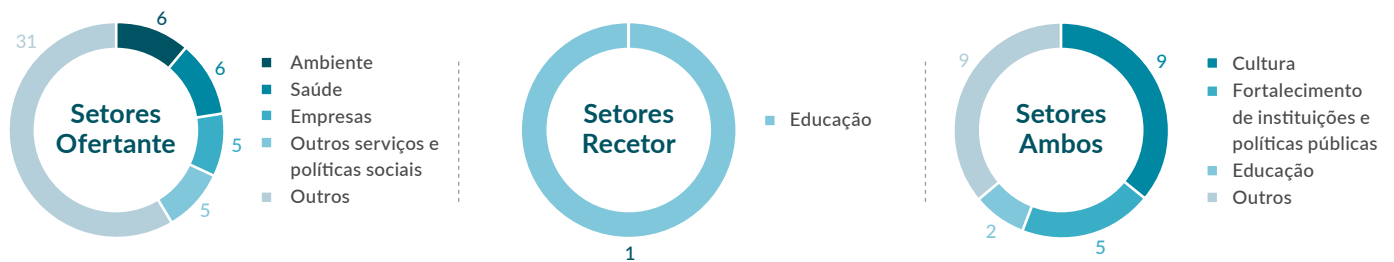 31
6
6
5
5
Setores
Ofertante
Ambiente
Saúde
Empresas
Outros serviços e
políticas sociais
Outros
Setores
Recetor
1
Educação
9
9
5
2
Setores
Ambos
Cultura
Fortalecimento
de instituições e
políticas públicas
Educação
Outros